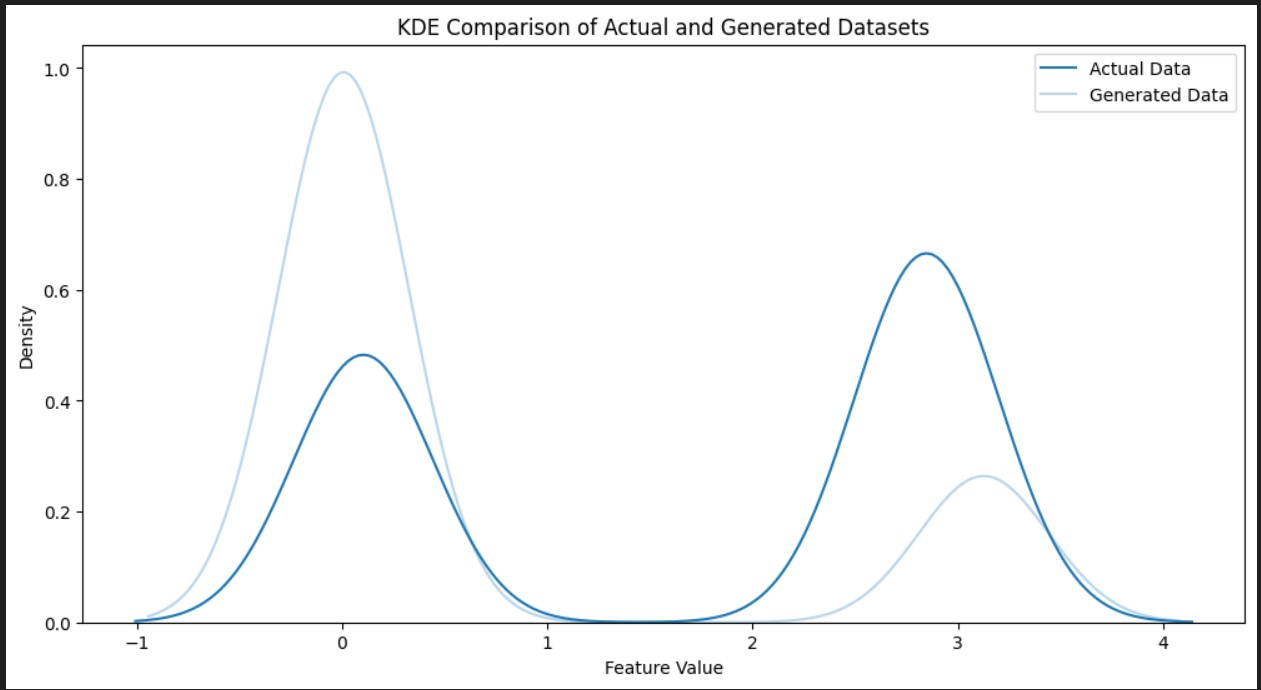 KDE Comparison of Actual and Generated Datasets
Actual Data
Generated Data
1.0
0.8
0.6
0.4
0.2
0.0
Density
−1 0 1 2 3 4
Feature Value